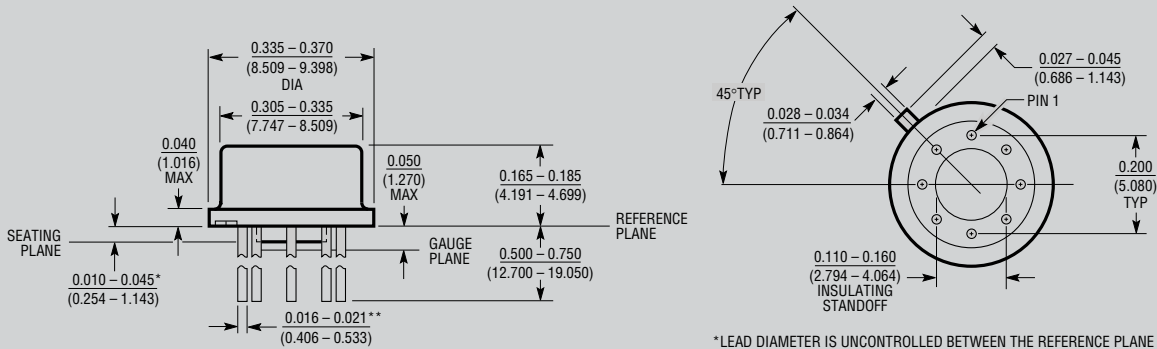 0.335 – 0.370
(8.509 – 9.398)
DIA
0.305 – 0.335
(7.747 – 8.509)
0.040
(1.016)
MAX
0.050
(1.270)
MAX
0.165 – 0.185
(4.191 – 4.699)
REFERENCE
PLANE
SEATING
PLANE
GAUGE
PLANE
0.500 – 0.750
(12.700 – 19.050)
0.010 – 0.045*
(0.254 – 1.143)
0.016 – 0.021**
(0.406 – 0.533)
45°TYP
0.028 – 0.034
(0.711 – 0.864)
0.027 – 0.045
(0.686 – 1.143)
PIN 1
0.200
(5.080)
TYP
0.110 – 0.160
(2.794 – 4.064)
INSULATING
STANDOFF
*LEAD DIAMETER IS UNCONTROLLED BETWEEN THE REFERENCE PLANE